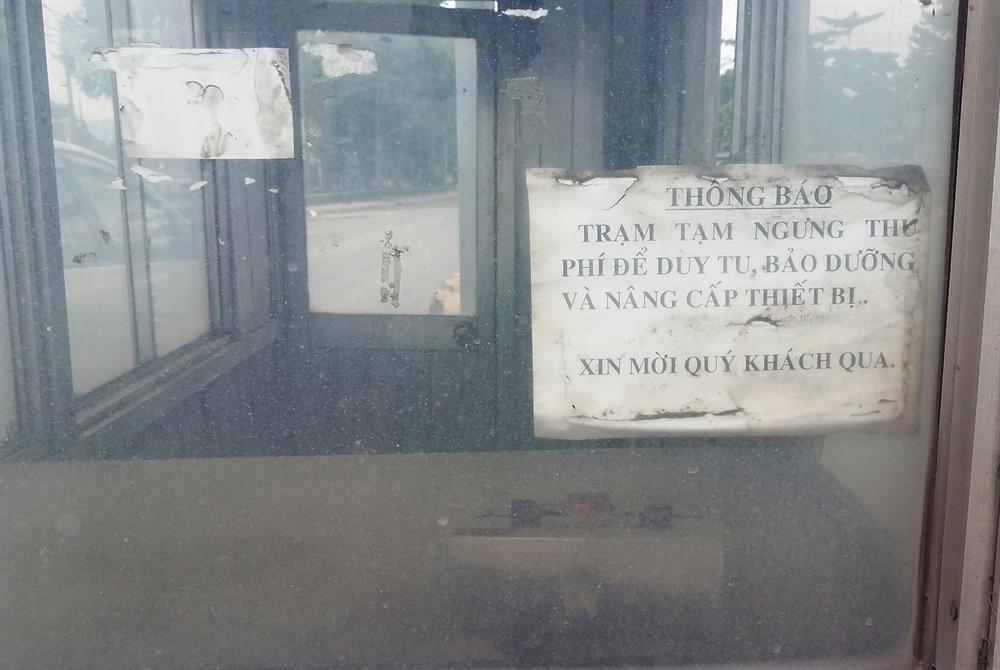 THÔNG BÁO
TRẠM TẠM NGƯNG THU
PHÍ ĐỂ DUY TU, BẢO DƯỠNG
VÀ NÂNG CẤP THIẾT BỊ.
XIN MỜI QUÝ KHÁCH QUA.